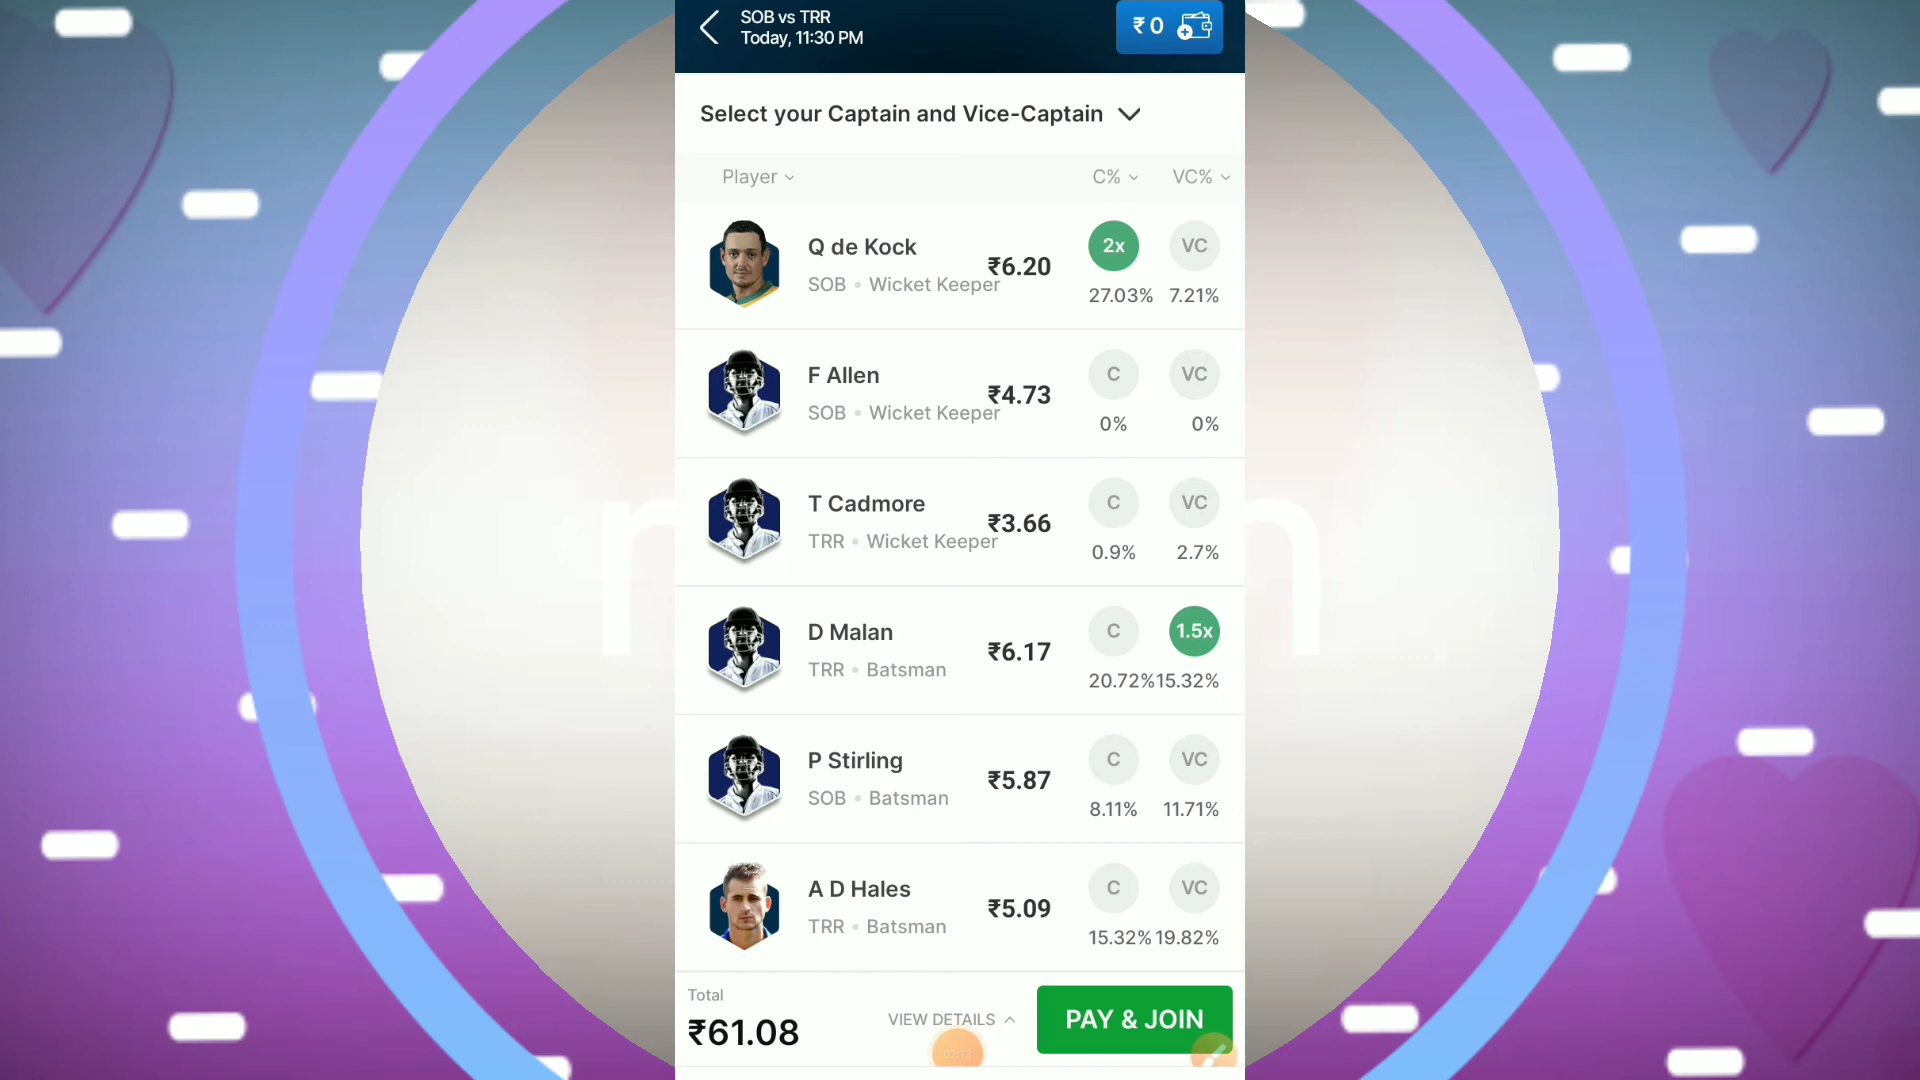 SOB vs TRR
Today, 11:30 PM
₹ 0
Select your Captain and Vice-Captain
Player C% VC%
Q de Kock
SOB • Wicket Keeper
₹6.20
2x VC
27.03% 7.21%
F Allen
SOB • Wicket Keeper
₹4.73
C VC
0% 0%
T Cadmore
TRR • Wicket Keeper
₹3.66
C VC
0.9% 2.7%
D Malan
TRR • Batsman
₹6.17
C 1.5x
20.72% 15.32%
P Stirling
SOB • Batsman
₹5.87
C VC
8.11% 11.71%
A D Hales
TRR • Batsman
₹5.09
C VC
15.32% 19.82%
Total
₹61.08
VIEW DETAILS
PAY & JOIN